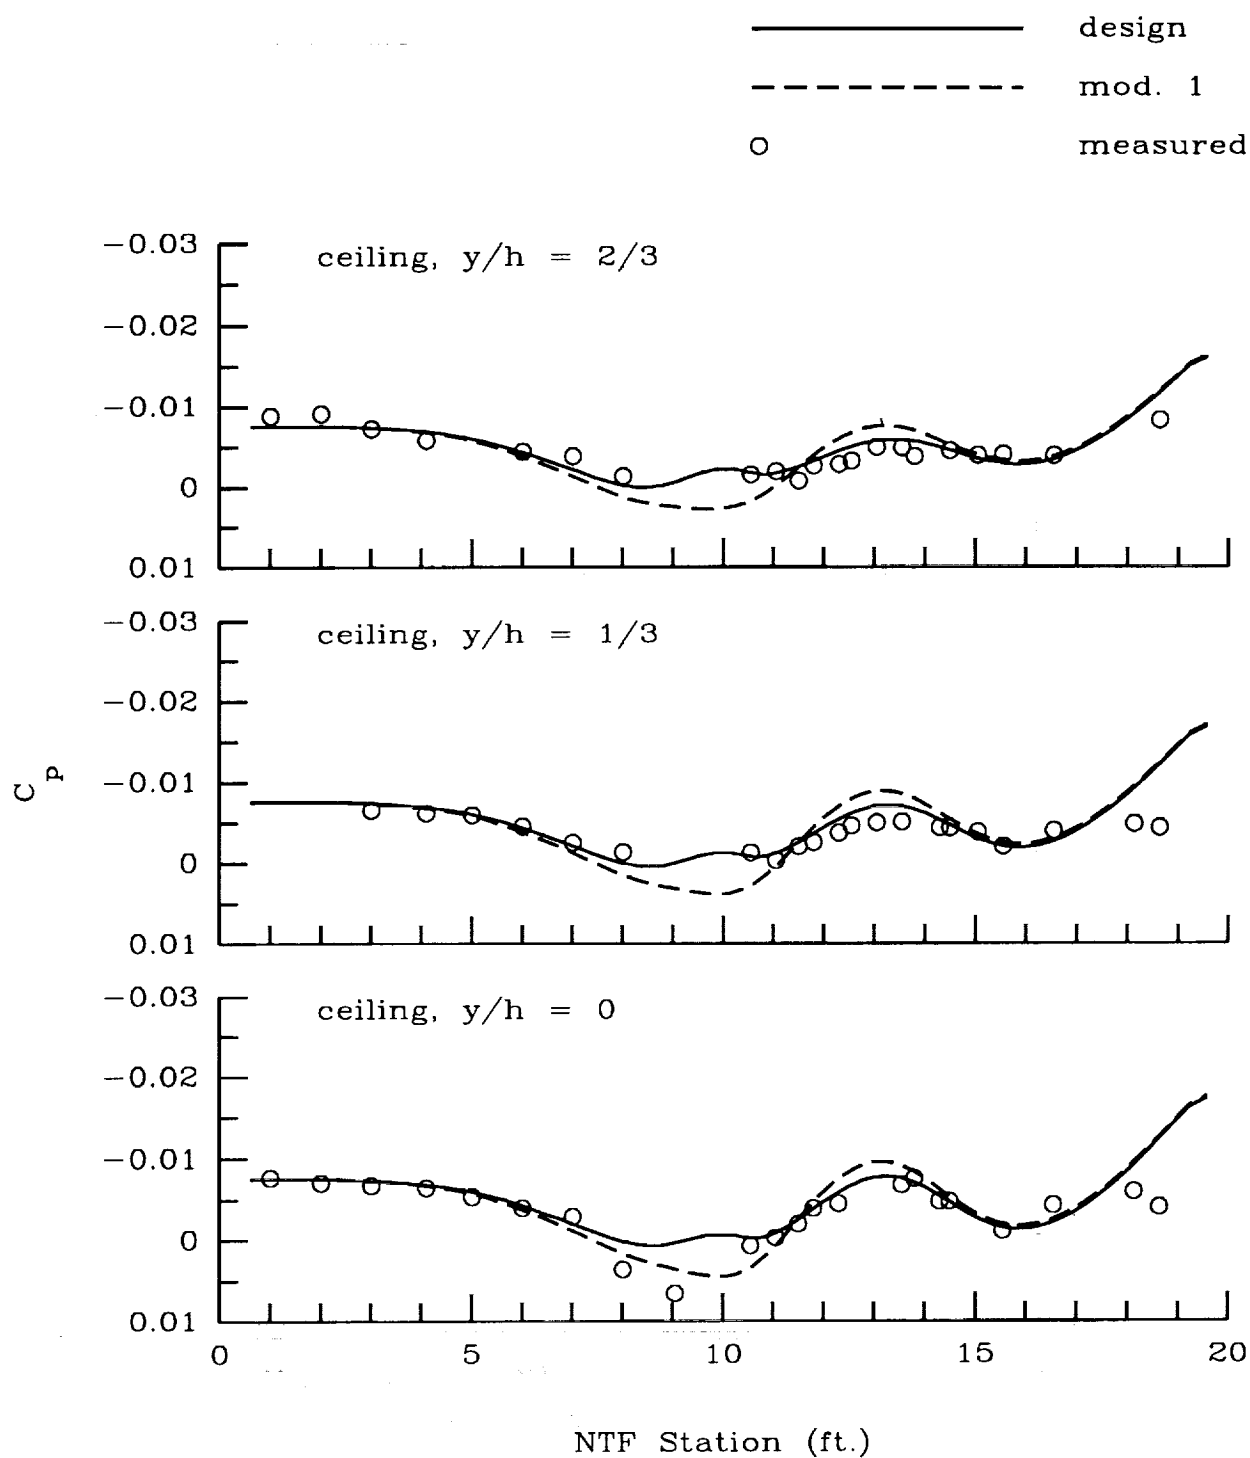 design
mod. 1
measured
-0.03
ceiling, y/h = 2/3
-0.02
-0.01
0
0.01
-0.03
ceiling, y/h = 1/3
-0.02
-0.01
0
0.01
C p
-0.03
ceiling, y/h = 0
-0.02
-0.01
0
0.01
0 5 10 15 20
NTF Station (ft.)